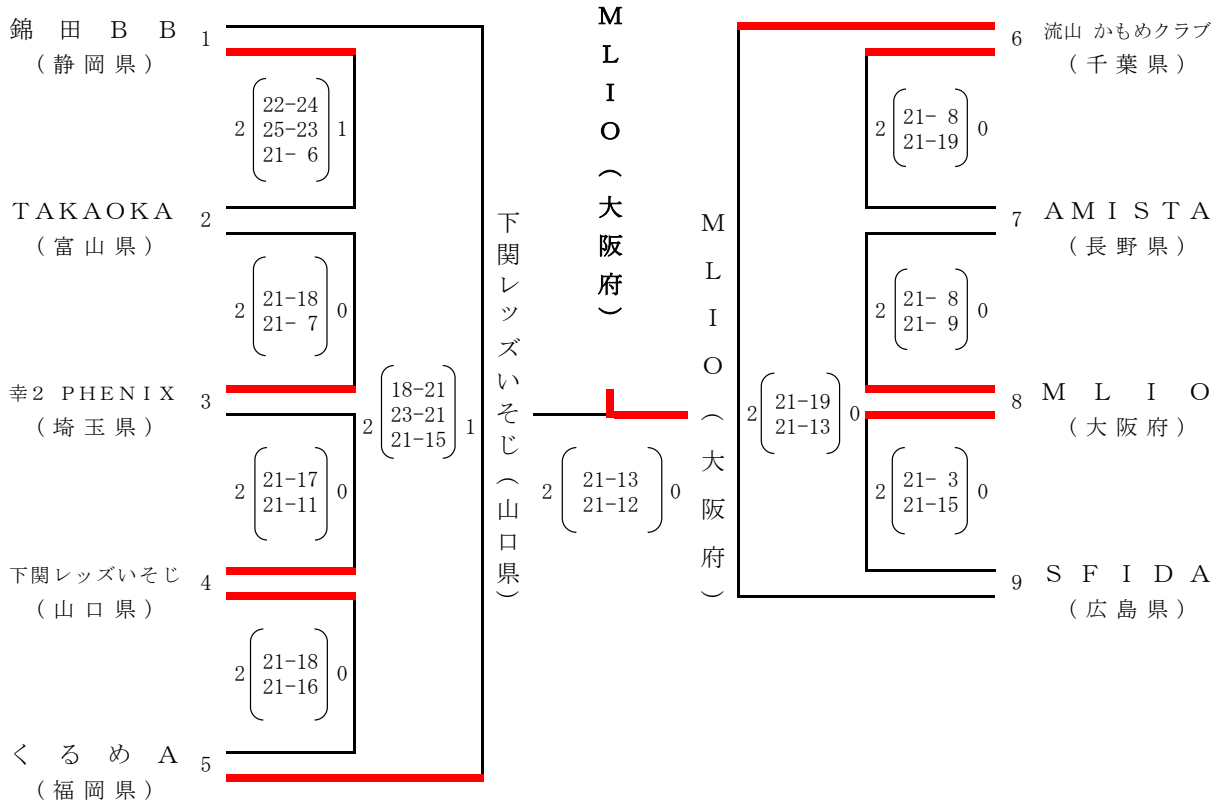 錦田BB
1
(静岡県)
2
22-24
25-23
21- 6
1
TAKAOKA
2
(富山県)
2
21-18
21- 7
0
幸2 PHENIX
3
(埼玉県)
2
21-17
21-11
0
下関レッズいそじ
4
(山口県)
2
21-18
21-16
0
くるめA
5
(福岡県)
2
18-21
23-21
21-15
1
下関レッズいそじ(山口県)
MLIO(大阪府)
2
21-13
21-12
0
MLIO(大阪府)
2
21-19
21-13
0
6
流山 かもめクラブ
(千葉県)
2
21- 8
21-19
0
7
AMISTA
(長野県)
2
21- 8
21- 9
0
8
MLIO
(大阪府)
2
21- 3
21-15
0
9
SFIDA
(広島県)